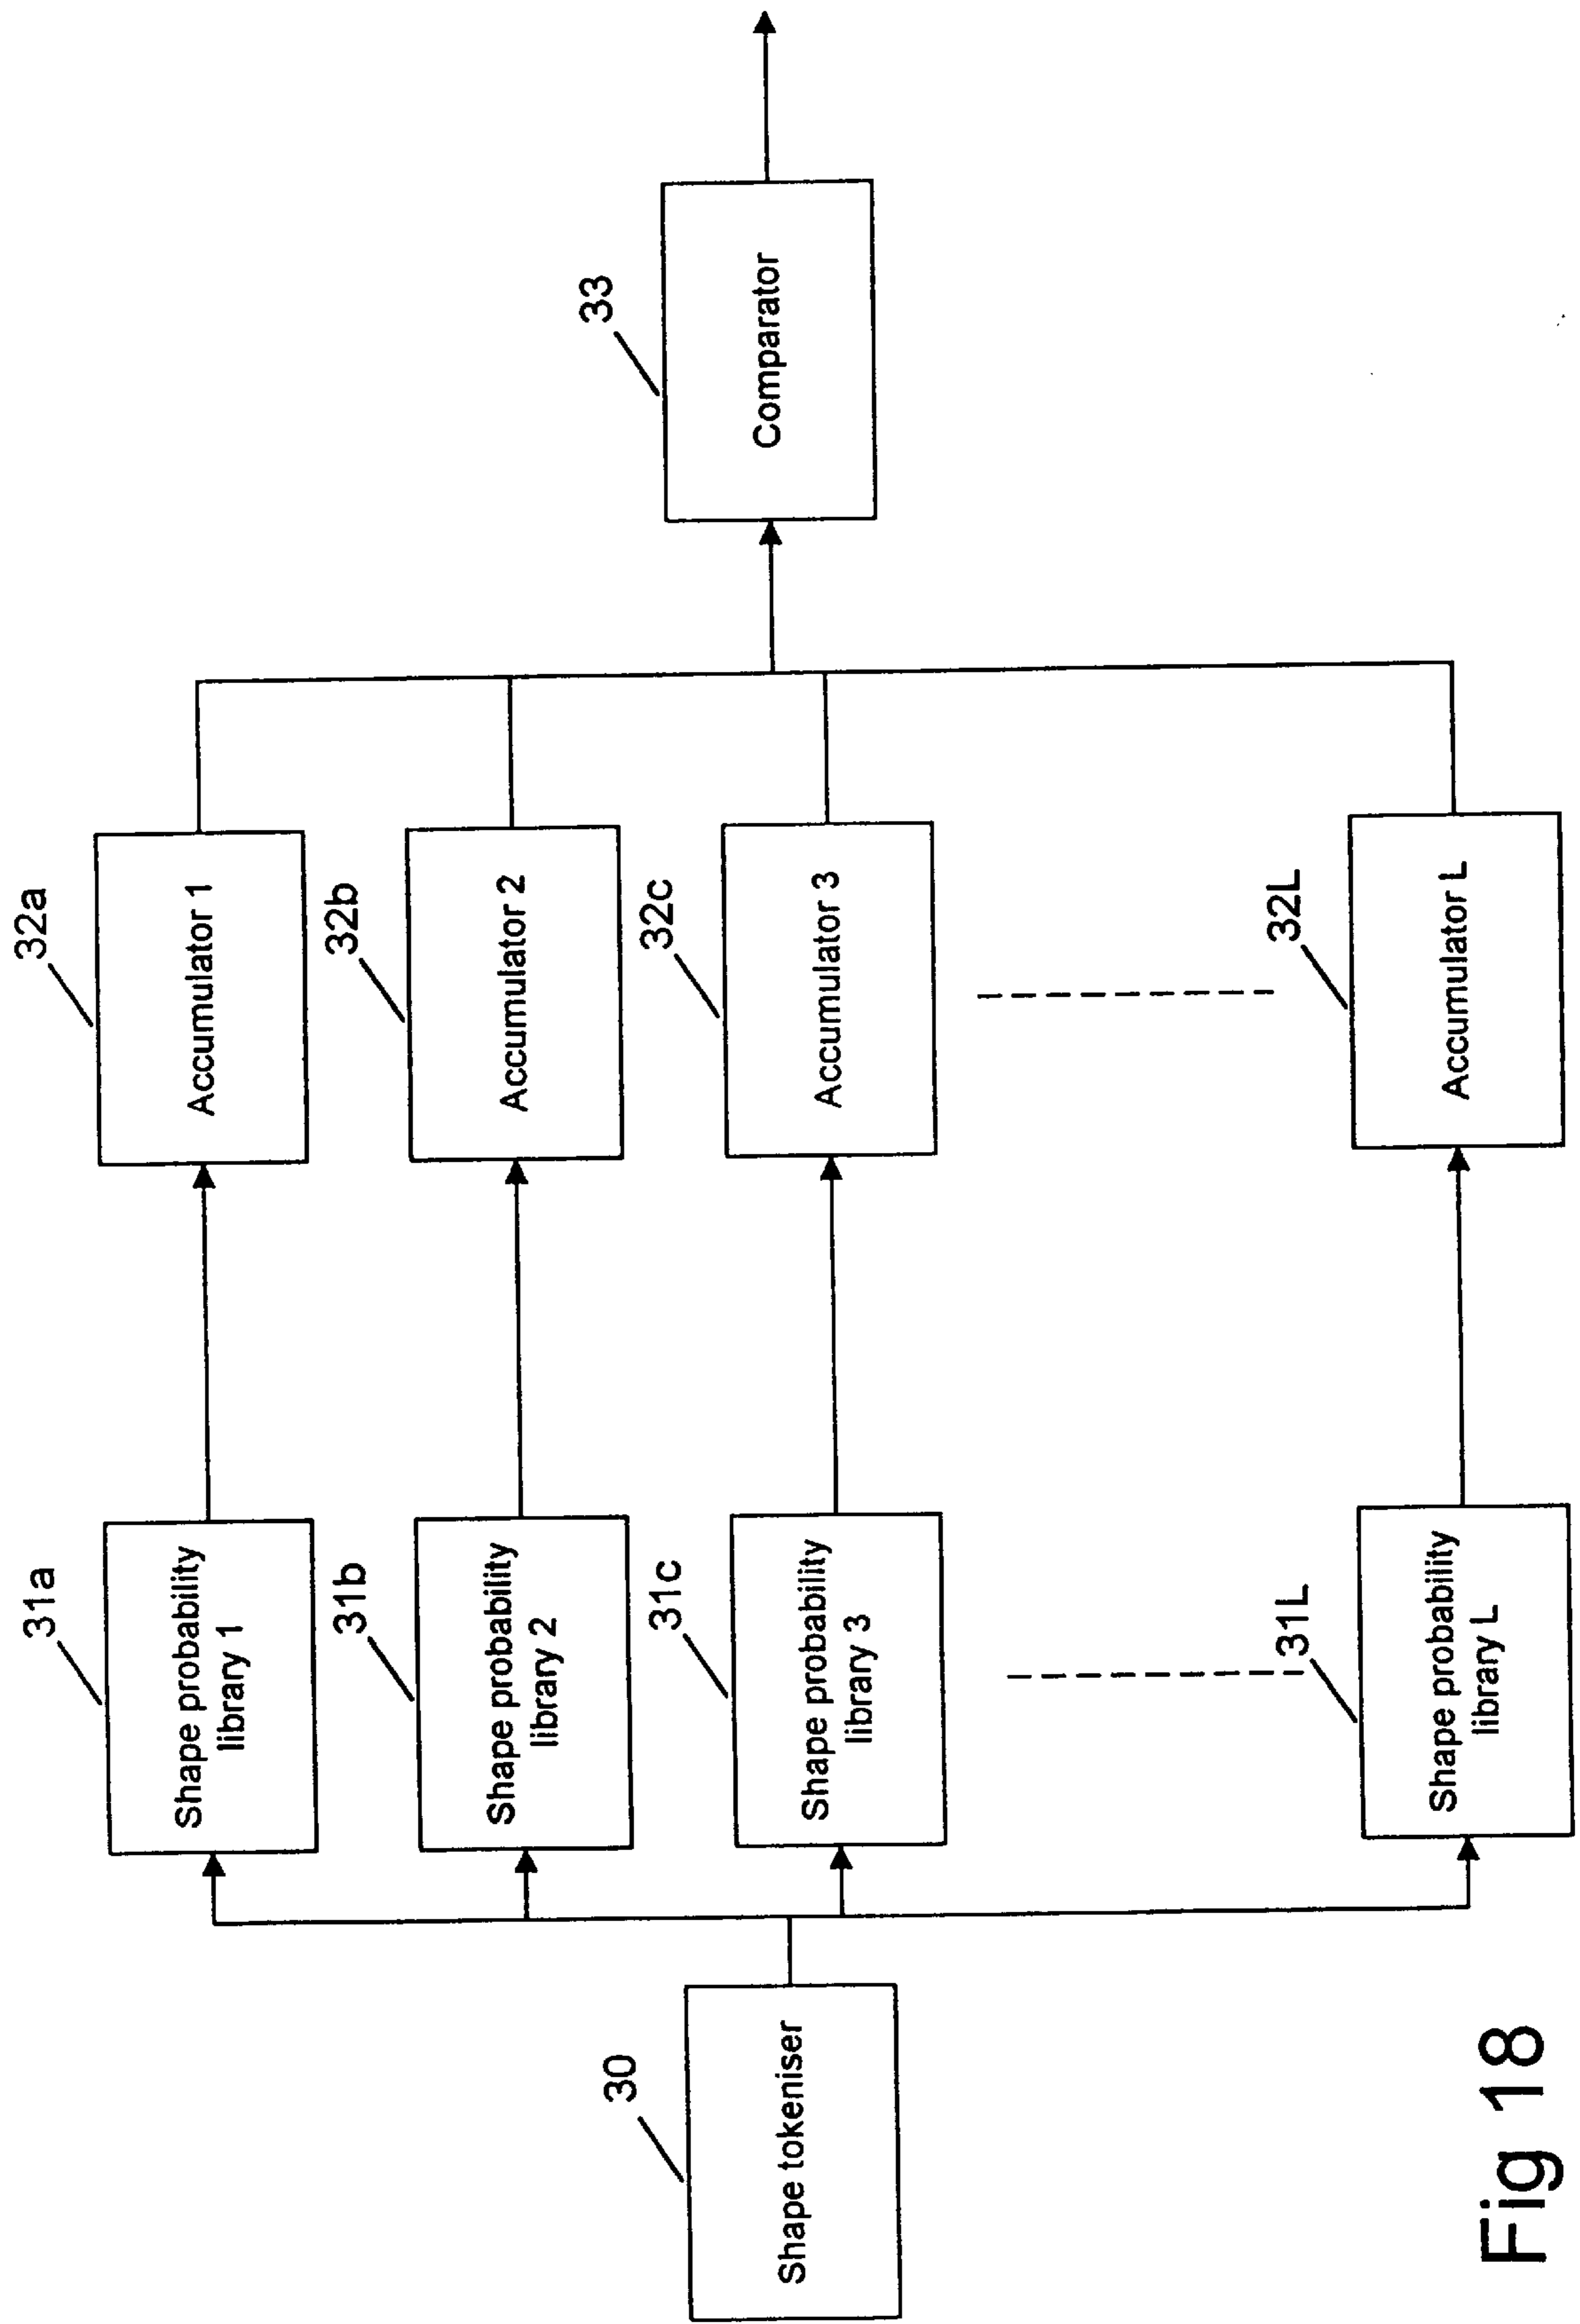 30
Shape tokeniser
31a
Shape probability
library 1
31b
Shape probability
library 2
31c
Shape probability
library 3
31L
Shape probability
library L
32a
Accumulator 1
32b
Accumulator 2
32c
Accumulator 3
32L
Accumulator L
33
Comparator
Fig 18